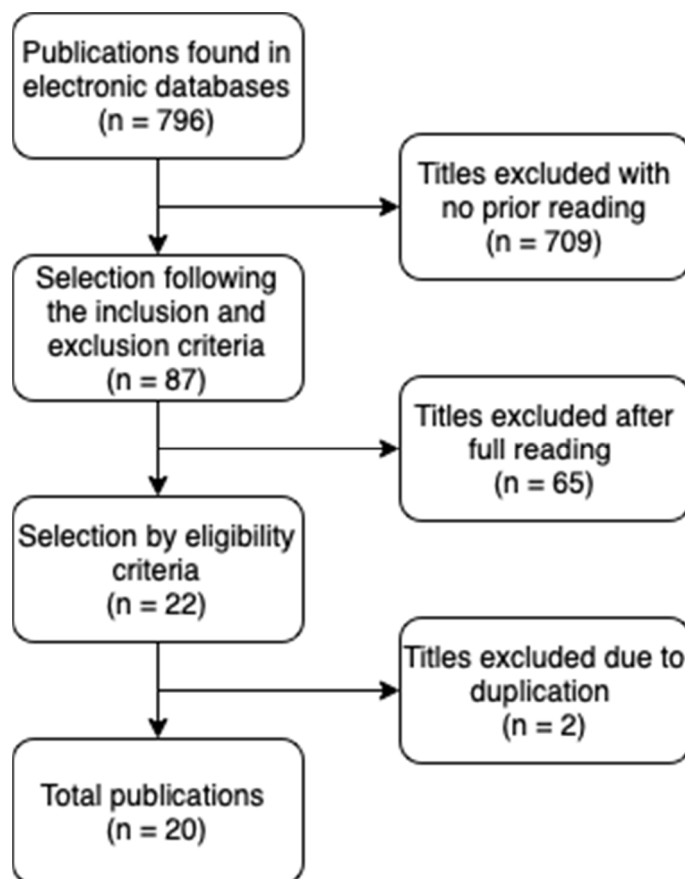 Publications found in
electronic databases
(n = 796)
Titles excluded with
no prior reading
(n = 709)
Selection following
the inclusion and
exclusion criteria
(n = 87)
Titles excluded after
full reading
(n = 65)
Selection by eligibility
criteria
(n = 22)
Titles excluded due to
duplication
(n = 2)
Total publications
(n = 20)